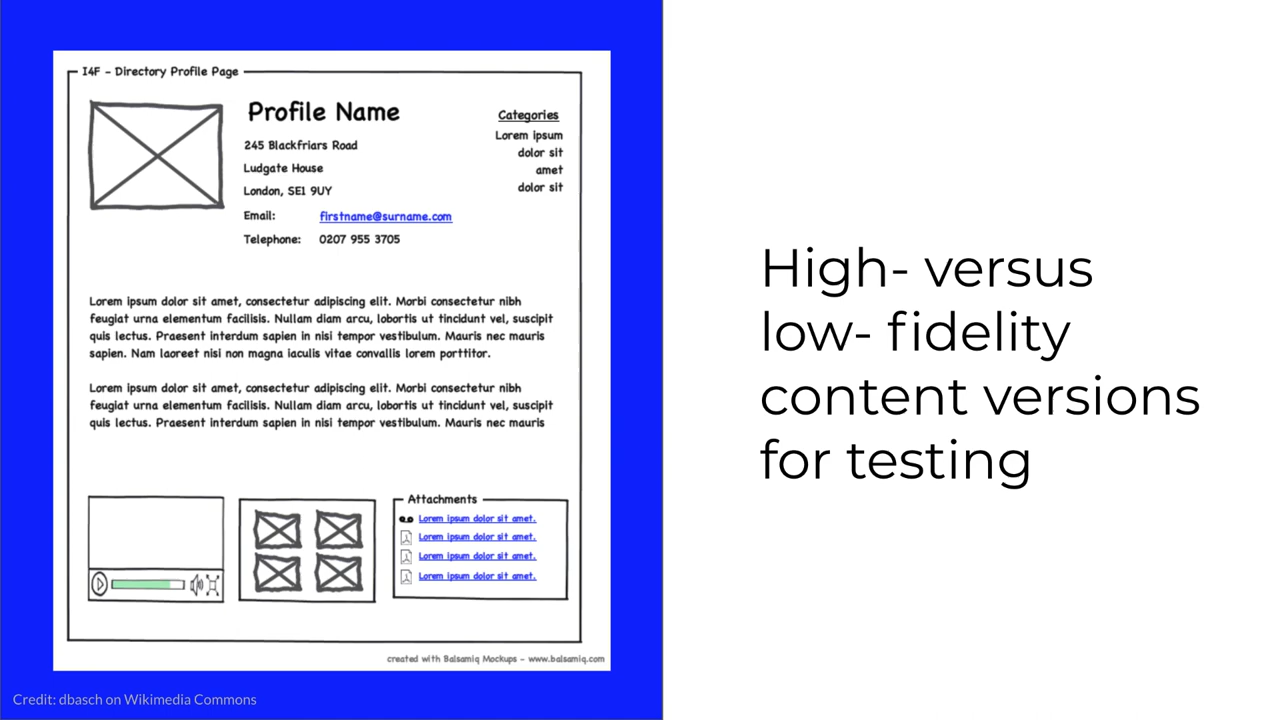 I4F - Directory Profile Page
Profile Name
245 Blackfriars Road
Ludgate House
London, SE1 9UY
Email: firstname@surname.com
Telephone: 0207 955 3705
Categories
Lorem ipsum
dolor sit
amet
dolor sit
Lorem ipsum dolor sit amet, consectetur adipiscing elit. Morbi consectetur nibh
feugiat urna elementum facilisis. Nullam diam arcu, lobortis ut tincidunt vel, suscipit
quis lectus. Praesent interdum sapien in nisi tempor vestibulum. Mauris nec mauris
sapien. Nam laoreet nisi non magna iaculis vitae convallis lorem porttitor.
Lorem ipsum dolor sit amet, consectetur adipiscing elit. Morbi consectetur nibh
feugiat urna elementum facilisis. Nullam diam arcu, lobortis ut tincidunt vel, suscipit
quis lectus. Praesent interdum sapien in nisi tempor vestibulum. Mauris nec mauris
Attachments
Lorem ipsum dolor sit amet.
Lorem ipsum dolor sit amet.
Lorem ipsum dolor sit amet.
Lorem ipsum dolor sit amet.
created with Balsamiq Mockups - www.balsamiq.com
Credit: dbasch on Wikimedia Commons
High- versus
low- fidelity
content versions
for testing